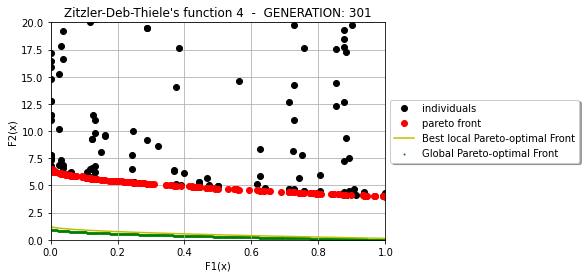 Zitzler-Deb-Thiele's function 4 - GENERATION: 301
20.0
17.5
15.0
12.5
10.0
7.5
5.0
2.5
0.0
F2(x)
0.0 0.2 0.4 0.6 0.8 1.0
F1(x)
individuals
pareto front
Best local Pareto-optimal Front
Global Pareto-optimal Front